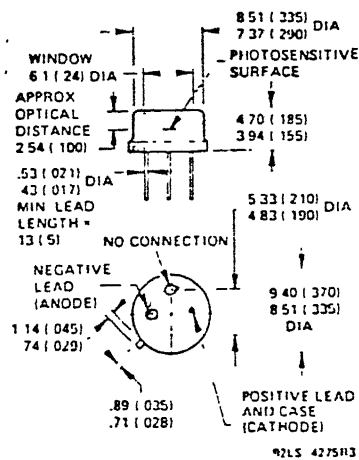 8.51 (.335)
7.37 (.290) DIA
WINDOW
6.1 (.24) DIA
PHOTOSENSITIVE
SURFACE
APPROX
OPTICAL
DISTANCE
2.54 (.100)
4.70 (.185)
3.94 (.155)
.53 (.021)
.43 (.017) DIA
MIN. LEAD
LENGTH =
13 (.5)
5.33 (.210)
4.83 (.190) DIA
NO CONNECTION
NEGATIVE
LEAD
(ANODE)
9.40 (.370)
8.51 (.335)
DIA
1.14 (.045)
.74 (.029)
.89 (.035)
.71 (.028)
POSITIVE LEAD
AND CASE
(CATHODE)
92LS-4275R3